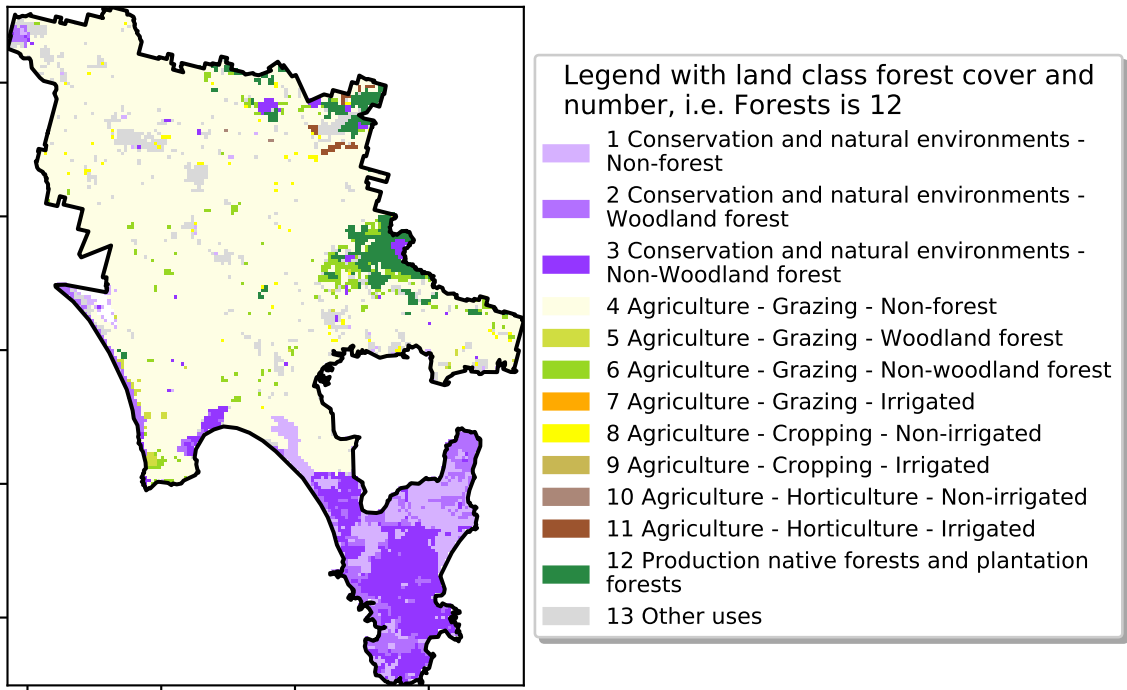 Legend with land class forest cover and
number, i.e. Forests is 12
1 Conservation and natural environments -
Non-forest
2 Conservation and natural environments -
Woodland forest
3 Conservation and natural environments -
Non-Woodland forest
4 Agriculture - Grazing - Non-forest
5 Agriculture - Grazing - Woodland forest
6 Agriculture - Grazing - Non-woodland forest
7 Agriculture - Grazing - Irrigated
8 Agriculture - Cropping - Non-irrigated
9 Agriculture - Cropping - Irrigated
10 Agriculture - Horticulture - Non-irrigated
11 Agriculture - Horticulture - Irrigated
12 Production native forests and plantation
forests
13 Other uses